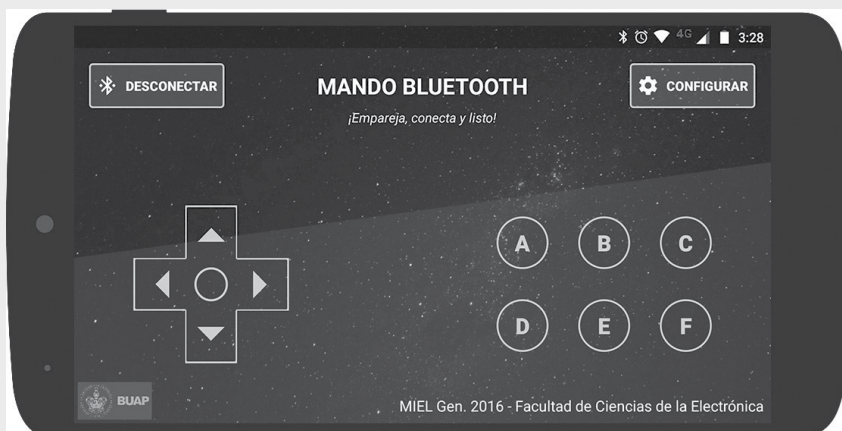 4G 3:28
DESCONECTAR
MANDO BLUETOOTH
CONFIGURAR
¡Empareja, conecta y listo!
A B C
D E F
BUAP
MIEL Gen. 2016 - Facultad de Ciencias de la Electrónica